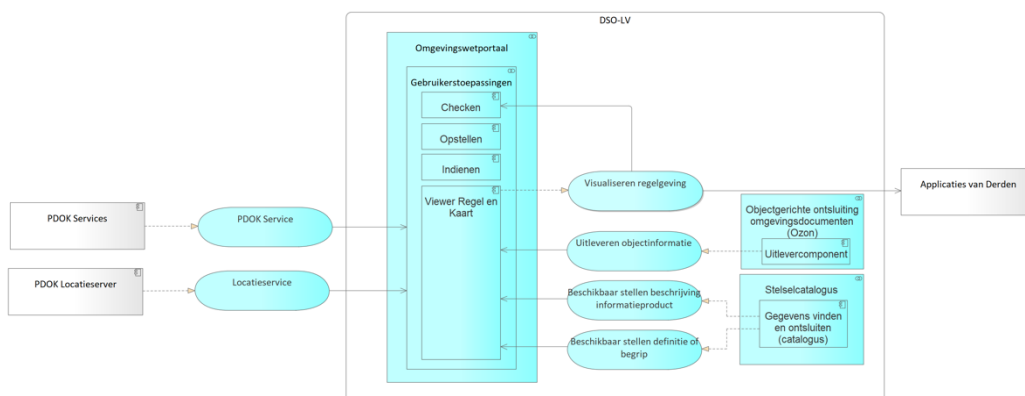 DSO-LV
Omgevingswetportaal
Gebruikerstoepassingen
Checken
Opstellen
Indienen
Viewer Regel en
Kaart
PDOK Services
PDOK Service
PDOK Locatieserver
Locatieservice
Visualiseren regelgeving
Uitleveren objectinformatie
Beschikbaar stellen beschrijving
informatieproduct
Beschikbaar stellen definitie of
begrip
Objectgerichte ontsluiting
omgevingsdocumenten
(Ozon)
Uitlevercomponent
Stelselcatalogus
Gegevens vinden
en ontsluiten
(catalogus)
Applicaties van Derden